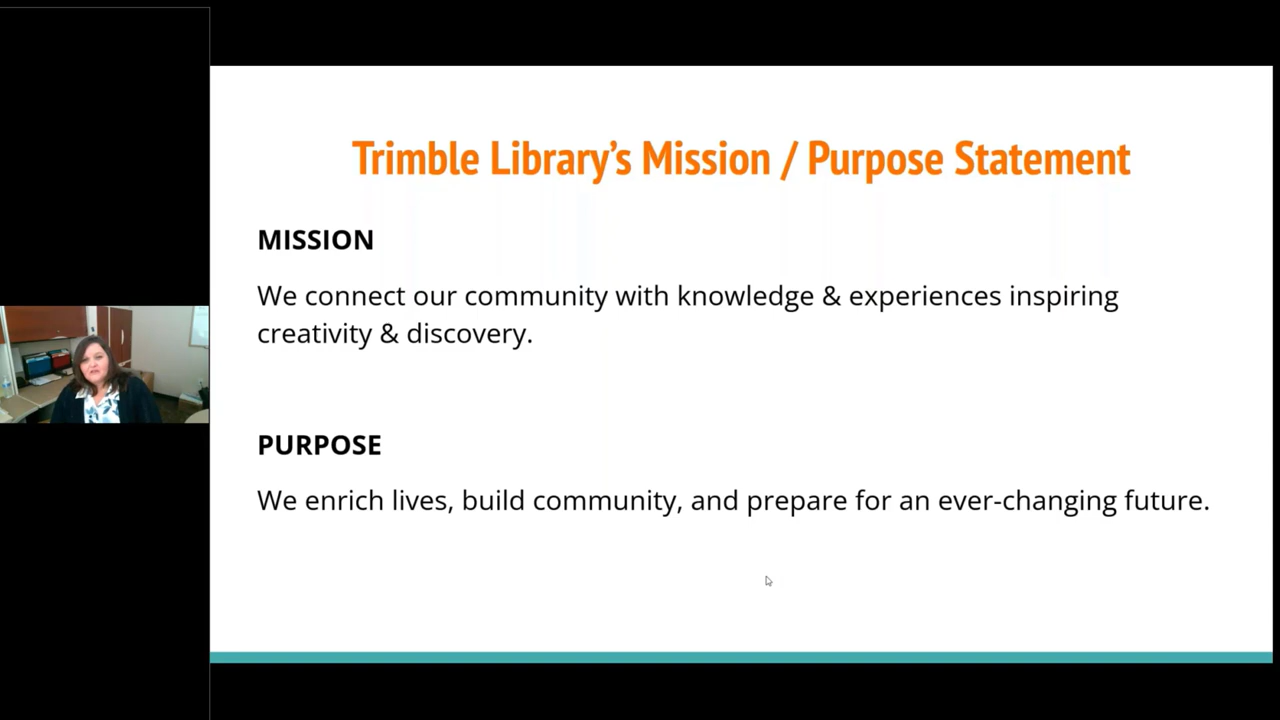 Trimble Library’s Mission / Purpose Statement
MISSION
We connect our community with knowledge & experiences inspiring
creativity & discovery.
PURPOSE
We enrich lives, build community, and prepare for an ever-changing future.